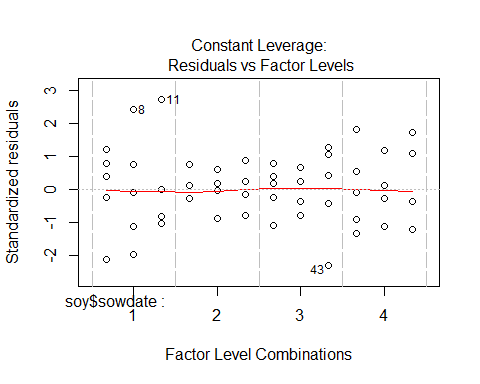 Constant Leverage:
Residuals vs Factor Levels
Standardized residuals
3
2
1
0
-1
-2
8
11
43
soy$sowdate :
1
2
3
4
Factor Level Combinations